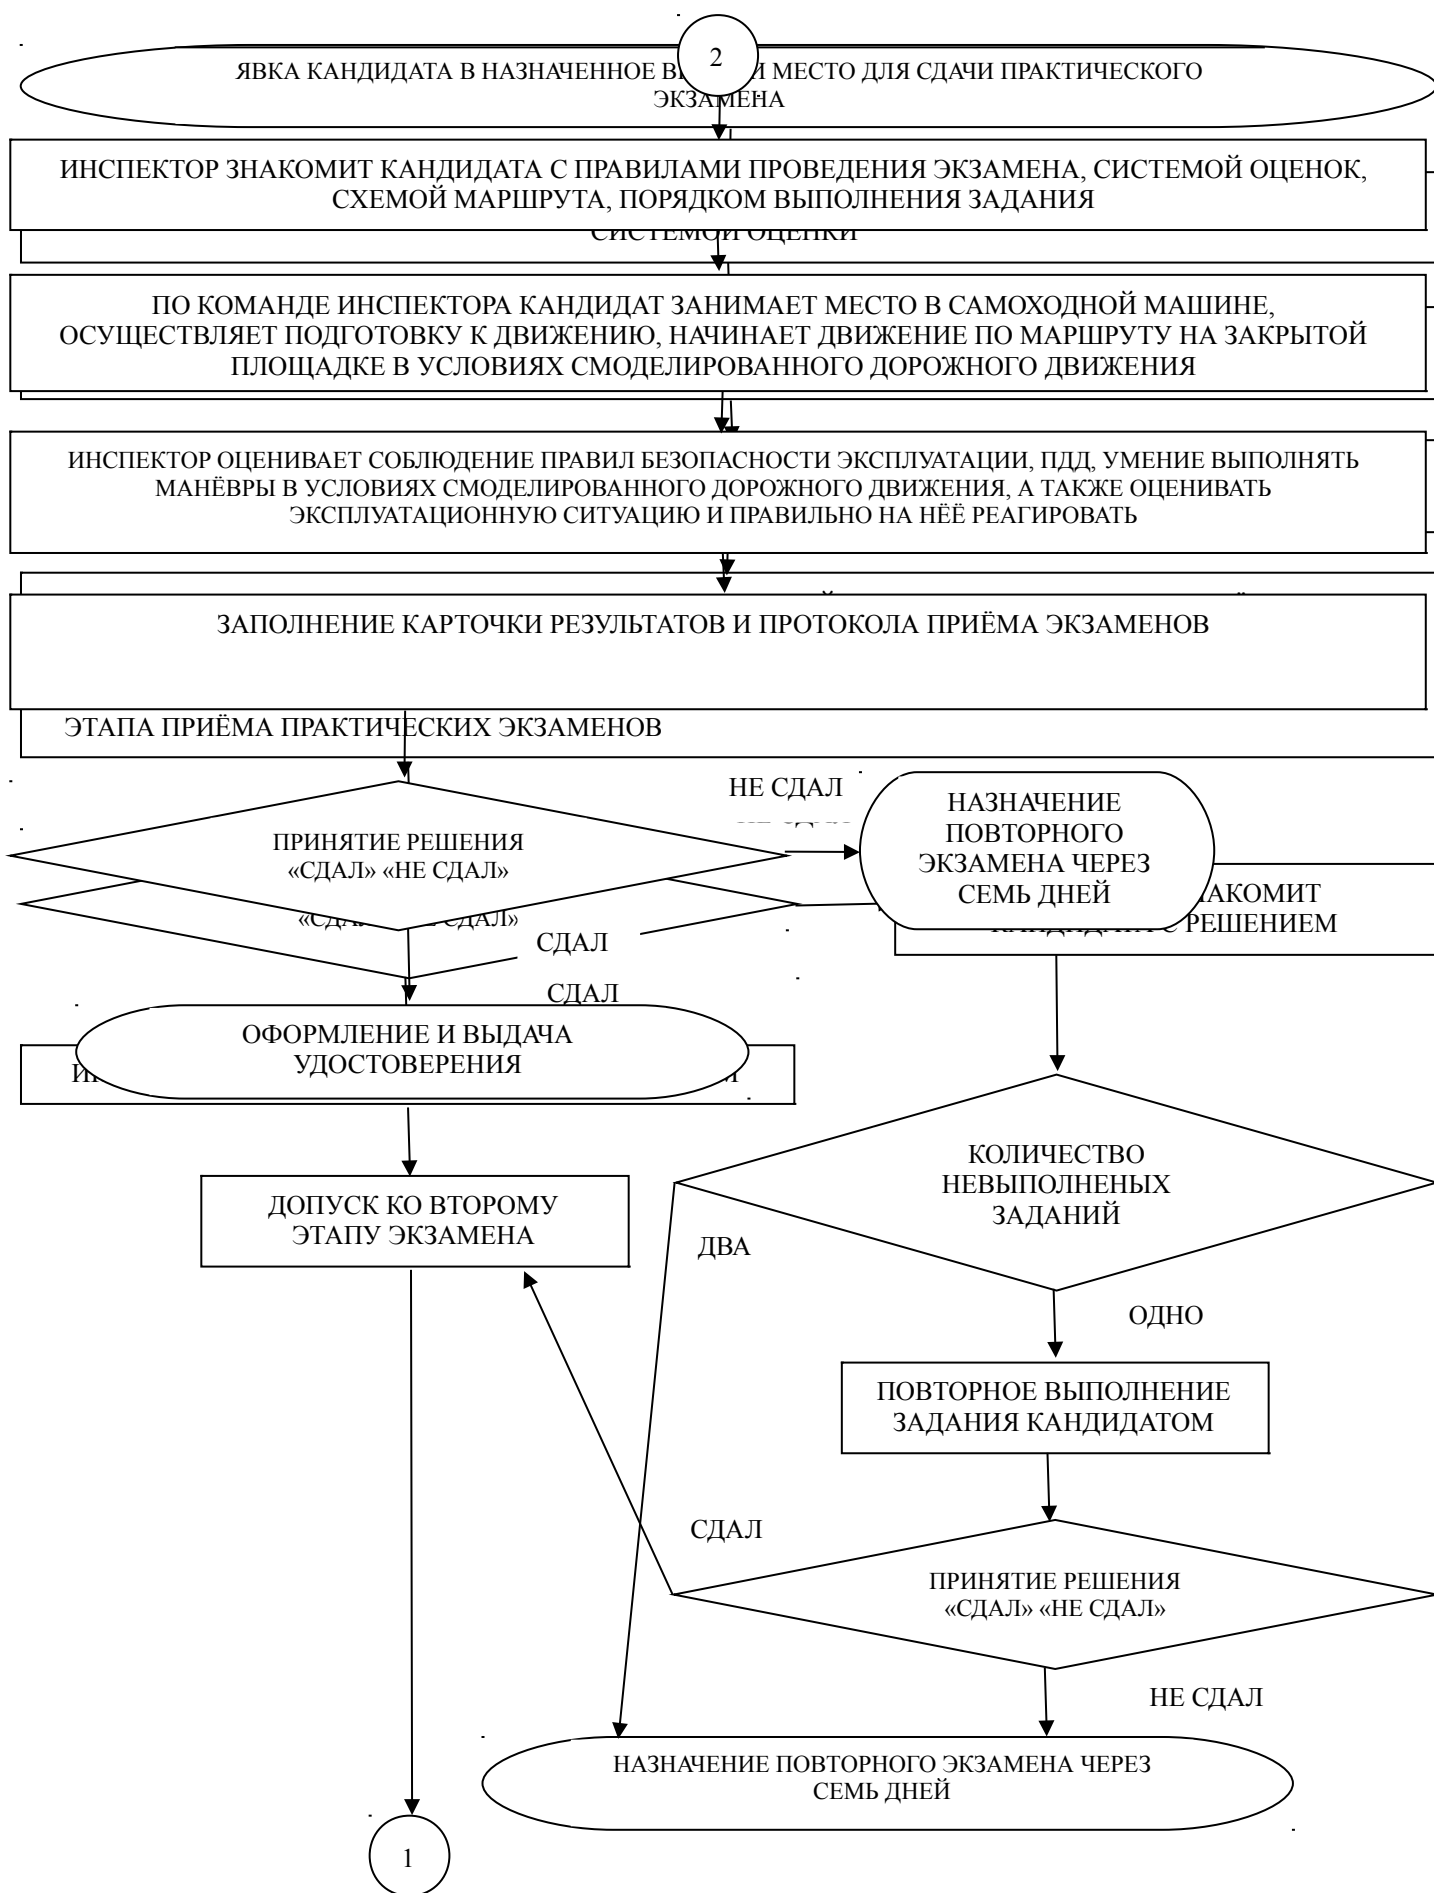 2
ЯВКА КАНДИДАТА В НАЗНАЧЕННОЕ И МЕСТО ДЛЯ СДАЧИ ПРАКТИЧЕСКОГО
ЭКЗАМЕНА
ИНСПЕКТОР ЗНАКОМИТ КАНДИДАТА С ПРАВИЛАМИ ПРОВЕДЕНИЯ ЭКЗАМЕНА, СИСТЕМОЙ ОЦЕНОК,
СХЕМОЙ МАРШРУТА, ПОРЯДКОМ ВЫПОЛНЕНИЯ ЗАДАНИЯ
СИСТЕМОЙ ОЦЕНКИ
ПО КОМАНДЕ ИНСПЕКТОРА КАНДИДАТ ЗАНИМАЕТ МЕСТО В САМОХОДНОЙ МАШИНЕ,
ОСУЩЕСТВЛЯЕТ ПОДГОТОВКУ К ДВИЖЕНИЮ, НАЧИНАЕТ ДВИЖЕНИЕ ПО МАРШРУТУ НА ЗАКРЫТОЙ
ПЛОЩАДКЕ В УСЛОВИЯХ СМОДЕЛИРОВАННОГО ДОРОЖНОГО ДВИЖЕНИЯ
ИНСПЕКТОР ОЦЕНИВАЕТ СОБЛЮДЕНИЕ ПРАВИЛ БЕЗОПАСНОСТИ ЭКСПЛУАТАЦИИ, ПДД, УМЕНИЕ ВЫПОЛНЯТЬ
МАНЁВРЫ В УСЛОВИЯХ СМОДЕЛИРОВАННОГО ДОРОЖНОГО ДВИЖЕНИЯ, А ТАКЖЕ ОЦЕНИВАТЬ
ЭКСПЛУАТАЦИОННУЮ СИТУАЦИЮ И ПРАВИЛЬНО НА НЁЁ РЕАГИРОВАТЬ
ЗАПОЛНЕНИЕ КАРТОЧКИ РЕЗУЛЬТАТОВ И ПРОТОКОЛА ПРИЁМА ЭКЗАМЕНОВ
ЭТАПА ПРИЁМА ПРАКТИЧЕСКИХ ЭКЗАМЕНОВ
НЕ СДАЛ
НАЗНАЧЕНИЕ
ПОВТОРНОГО
ЭКЗАМЕНА ЧЕРЕЗ
СЕМЬ ДНЕЙ
ПРИНЯТИЕ РЕШЕНИЯ
«СДАЛ» «НЕ СДАЛ»
КАНДИДАТА С РЕШЕНИЕМ
СДАЛ
СДАЛ
ОФОРМЛЕНИЕ И ВЫДАЧА
УДОСТОВЕРЕНИЯ
КОЛИЧЕСТВО
НЕВЫПОЛНЕНЫХ
ЗАДАНИЙ
ДОПУСК КО ВТОРОМУ
ЭТАПУ ЭКЗАМЕНА
ДВА
ОДНО
ПОВТОРНОЕ ВЫПОЛНЕНИЕ
ЗАДАНИЯ КАНДИДАТОМ
СДАЛ
ПРИНЯТИЕ РЕШЕНИЯ
«СДАЛ» «НЕ СДАЛ»
НЕ СДАЛ
НАЗНАЧЕНИЕ ПОВТОРНОГО ЭКЗАМЕНА ЧЕРЕЗ
СЕМЬ ДНЕЙ
1